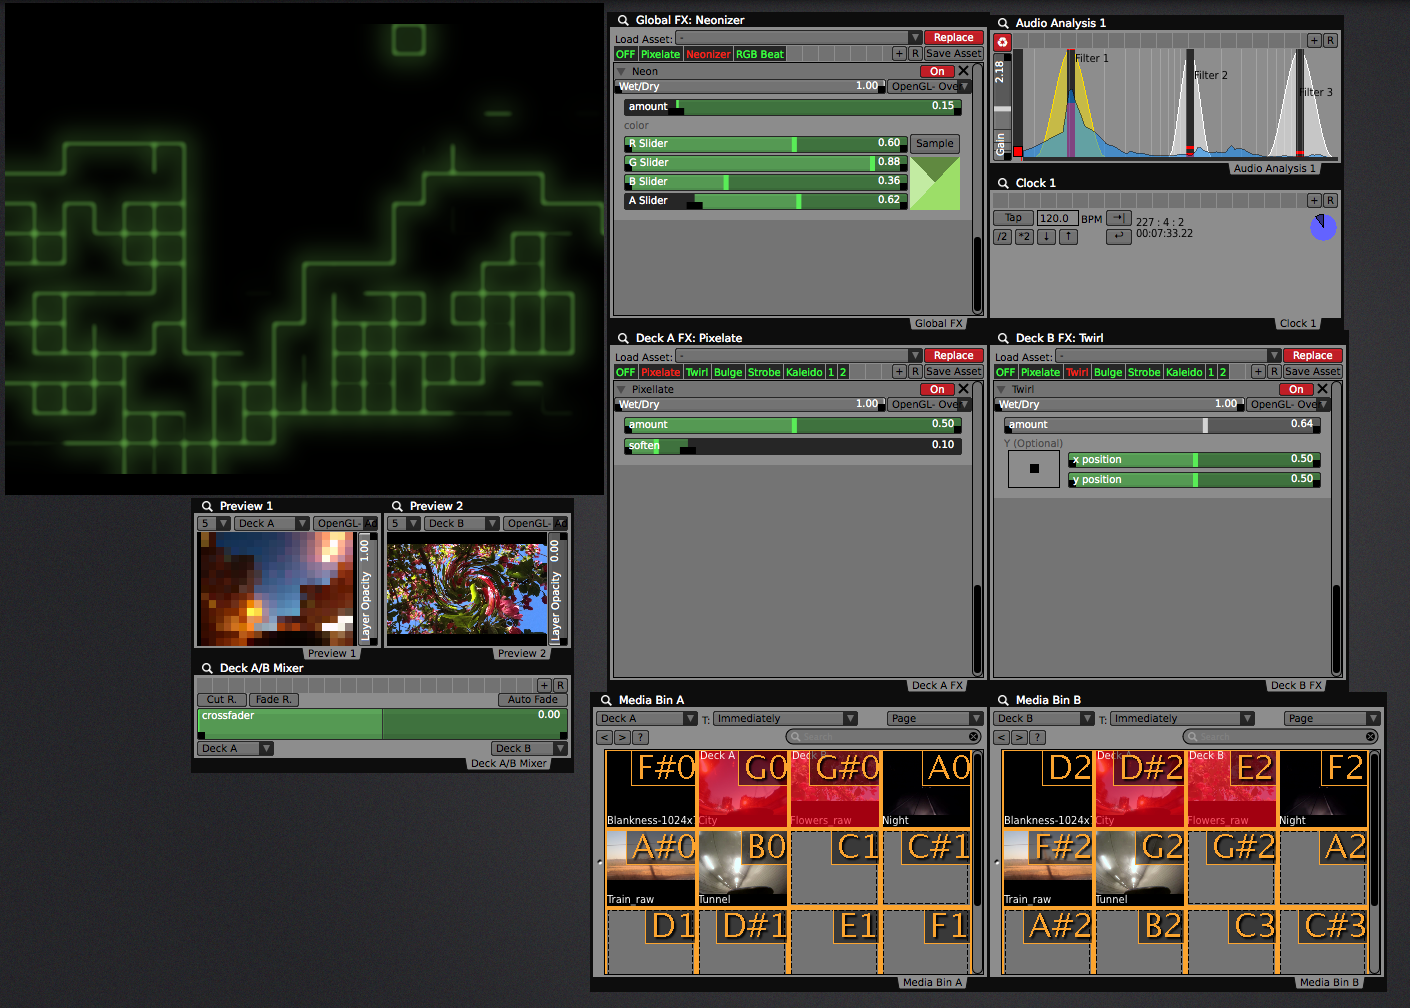 Global FX: Neonizer
Load Asset: - Replace
OFF Pixelate Neonizer RGB Beat + R Save Asset
Neon On
Wet/Dry 1.00 OpenGL- Ove
amount 0.15
color
R Slider 0.60 Sample
G Slider 0.88
B Slider 0.36
A Slider 0.62
Global FX
Audio Analysis 1
+ R
2.18
Gain
Filter 1
Filter 2
Filter 3
Audio Analysis 1
Clock 1
+ R
Tap 120.0 BPM →| 227 : 4 : 2
/2 *2 ↓ ↑ ↩ 00:07:33.22
Clock 1
Deck A FX: Pixelate
Load Asset: - Replace
OFF Pixelate Twirl Bulge Strobe Kaleido 1 2 + R Save Asset
Pixellate On
Wet/Dry 1.00 OpenGL- Ove
amount 0.50
soften 0.10
Deck A FX
Deck B FX: Twirl
Load Asset: - Replace
OFF Pixelate Twirl Bulge Strobe Kaleido 1 2 + R Save Asset
Twirl On
Wet/Dry 1.00 OpenGL- Ove
amount 0.64
Y (Optional)
x position 0.50
y position 0.50
Deck B FX
Preview 1
5 Deck A OpenGL- Ad
Layer Opacity 1.00
Preview 1
Preview 2
5 Deck B OpenGL- Ad
Layer Opacity 0.00
Preview 2
Deck A/B Mixer
+ R
Cut R. Fade R. Auto Fade
crossfader 0.00
Deck A Deck B
Deck A/B Mixer
Media Bin A
Deck A T: Immediately Page
< > ? Search
F#0 Deck A G0 Deck B G#0 A0
Blankness-1024x City Flowers_raw Night
A#0 B0 C1 C#1
Train_raw Tunnel
D1 D#1 E1 F1
Media Bin A
Media Bin B
Deck B T: Immediately Page
< > ? Search
D2 Deck A D#2 Deck B E2 F2
Blankness-1024x City Flowers_raw Night
F#2 G2 G#2 A2
Train_raw Tunnel
A#2 B2 C3 C#3
Media Bin B